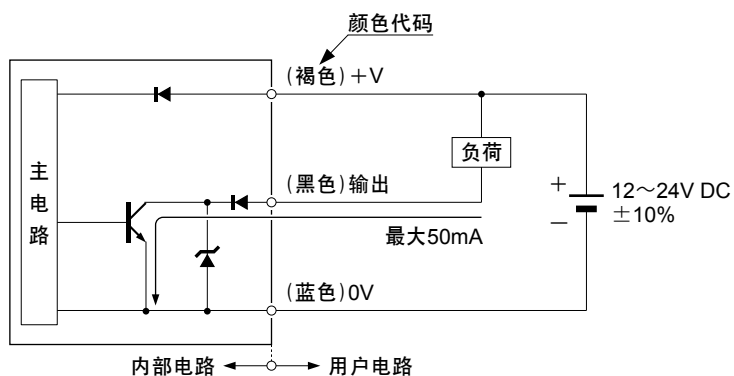 颜色代码
(褐色)＋V
主电路
负荷
(黑色)输出
＋
－
12～24V DC
±10%
最大50mA
(蓝色)0V
内部电路
用户电路